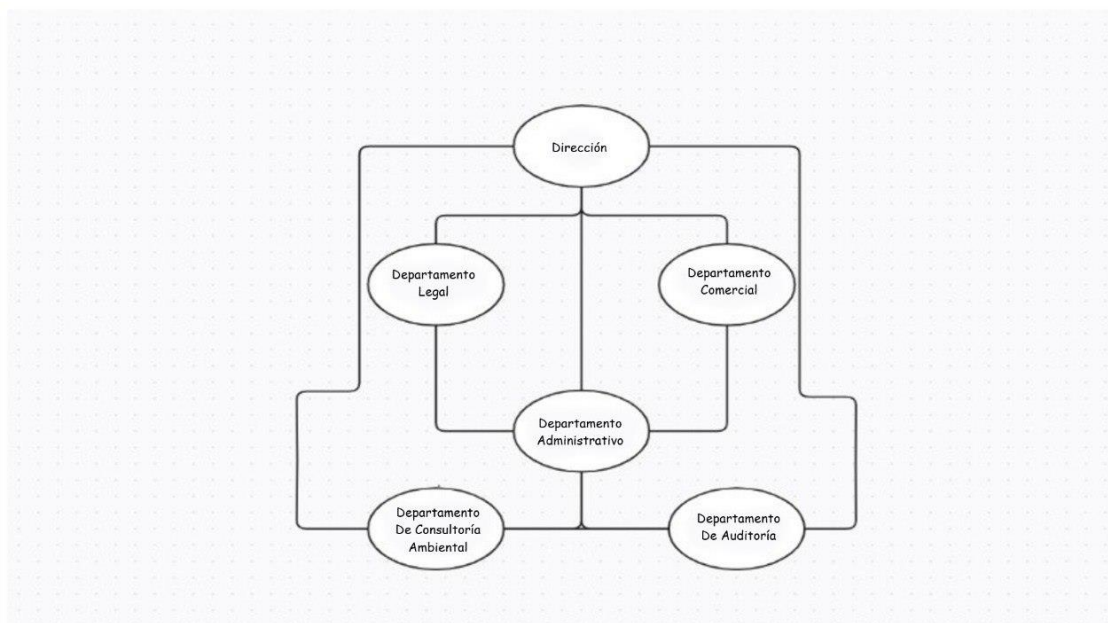 Dirección
Departamento
Legal
Departamento
Comercial
Departamento
Administrativo
Departamento
De Consultoría
Ambiental
Departamento
De Auditoría